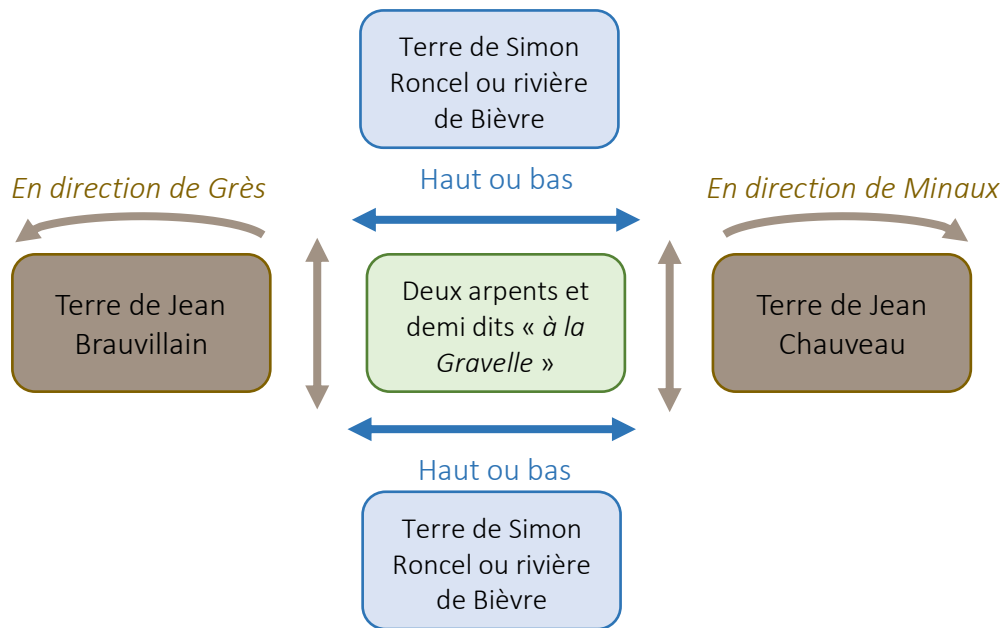 Terre de Simon
Roncel ou rivière
de Bièvre
En direction de Grès
Haut ou bas
En direction de Minaux
Terre de Jean
Brauvillain
Deux arpents et
demi dits « à la
Gravelle »
Terre de Jean
Chauveau
Haut ou bas
Terre de Simon
Roncel ou rivière
de Bièvre